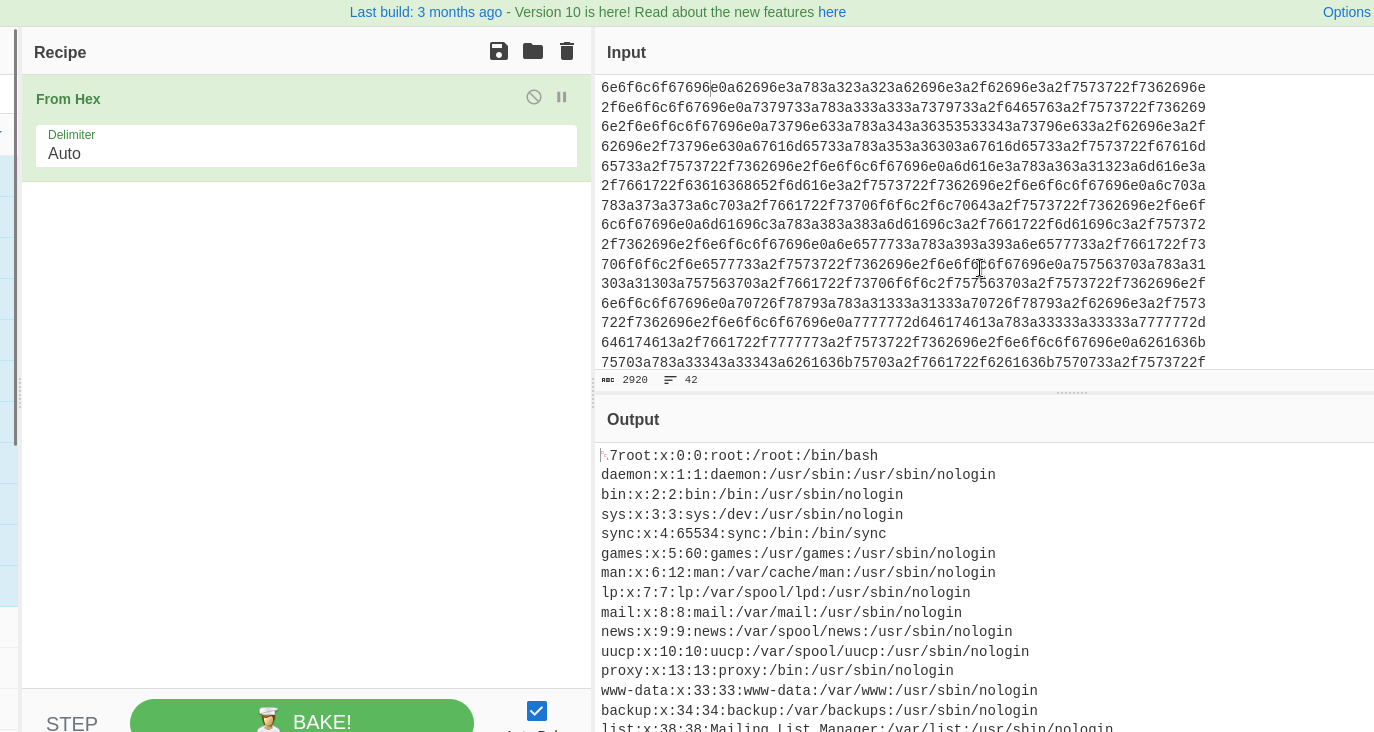 Last build: 3 months ago - Version 10 is here! Read about the new features here
Options
Recipe
From Hex
Delimiter
Auto
STEP
BAKE!
Input
6e6f6c6f67696e0a62696e3a783a323a323a62696e3a2f62696e3a2f7573722f7362696e
2f6e6f6c6f67696e0a7379733a783a333a333a7379733a2f6465763a2f7573722f736269
6e2f6e6f6c6f67696e0a73796e633a783a343a36353533343a73796e633a2f62696e3a2f
62696e2f73796e630a67616d65733a783a353a36303a67616d65733a2f7573722f67616d
65733a2f7573722f7362696e2f6e6f6c6f67696e0a6d616e3a783a363a31323a6d616e3a
2f7661722f63616368652f6d616e3a2f7573722f7362696e2f6e6f6c6f67696e0a6c703a
783a373a373a6c703a2f7661722f73706f6f6c2f6c70643a2f7573722f7362696e2f6e6f
6c6f67696e0a6d61696c3a783a383a383a6d61696c3a2f7661722f6d61696c3a2f757372
2f7362696e2f6e6f6c6f67696e0a6e6577733a783a393a393a6e6577733a2f7661722f73
706f6f6c2f6e6577733a2f7573722f7362696e2f6e6f6c6f67696e0a757563703a783a31
303a31303a757563703a2f7661722f73706f6f6c2f757563703a2f7573722f7362696e2f
6e6f6c6f67696e0a70726f78793a783a31333a31333a70726f78793a2f62696e3a2f7573
722f7362696e2f6e6f6c6f67696e0a7777772d646174613a783a33333a33333a7777772d
646174613a2f7661722f7777773a2f7573722f7362696e2f6e6f6c6f67696e0a6261636b
75703a783a33343a33343a6261636b75703a2f7661722f6261636b7570733a2f7573722f
2920 42
Output
7root:x:0:0:root:/root:/bin/bash
daemon:x:1:1:daemon:/usr/sbin:/usr/sbin/nologin
bin:x:2:2:bin:/bin:/usr/sbin/nologin
sys:x:3:3:sys:/dev:/usr/sbin/nologin
sync:x:4:65534:sync:/bin:/bin/sync
games:x:5:60:games:/usr/games:/usr/sbin/nologin
man:x:6:12:man:/var/cache/man:/usr/sbin/nologin
lp:x:7:7:lp:/var/spool/lpd:/usr/sbin/nologin
mail:x:8:8:mail:/var/mail:/usr/sbin/nologin
news:x:9:9:news:/var/spool/news:/usr/sbin/nologin
uucp:x:10:10:uucp:/var/spool/uucp:/usr/sbin/nologin
proxy:x:13:13:proxy:/bin:/usr/sbin/nologin
www-data:x:33:33:www-data:/var/www:/usr/sbin/nologin
backup:x:34:34:backup:/var/backups:/usr/sbin/nologin
list:x:38:38:Mailing List Manager:/var/list:/usr/sbin/nologin